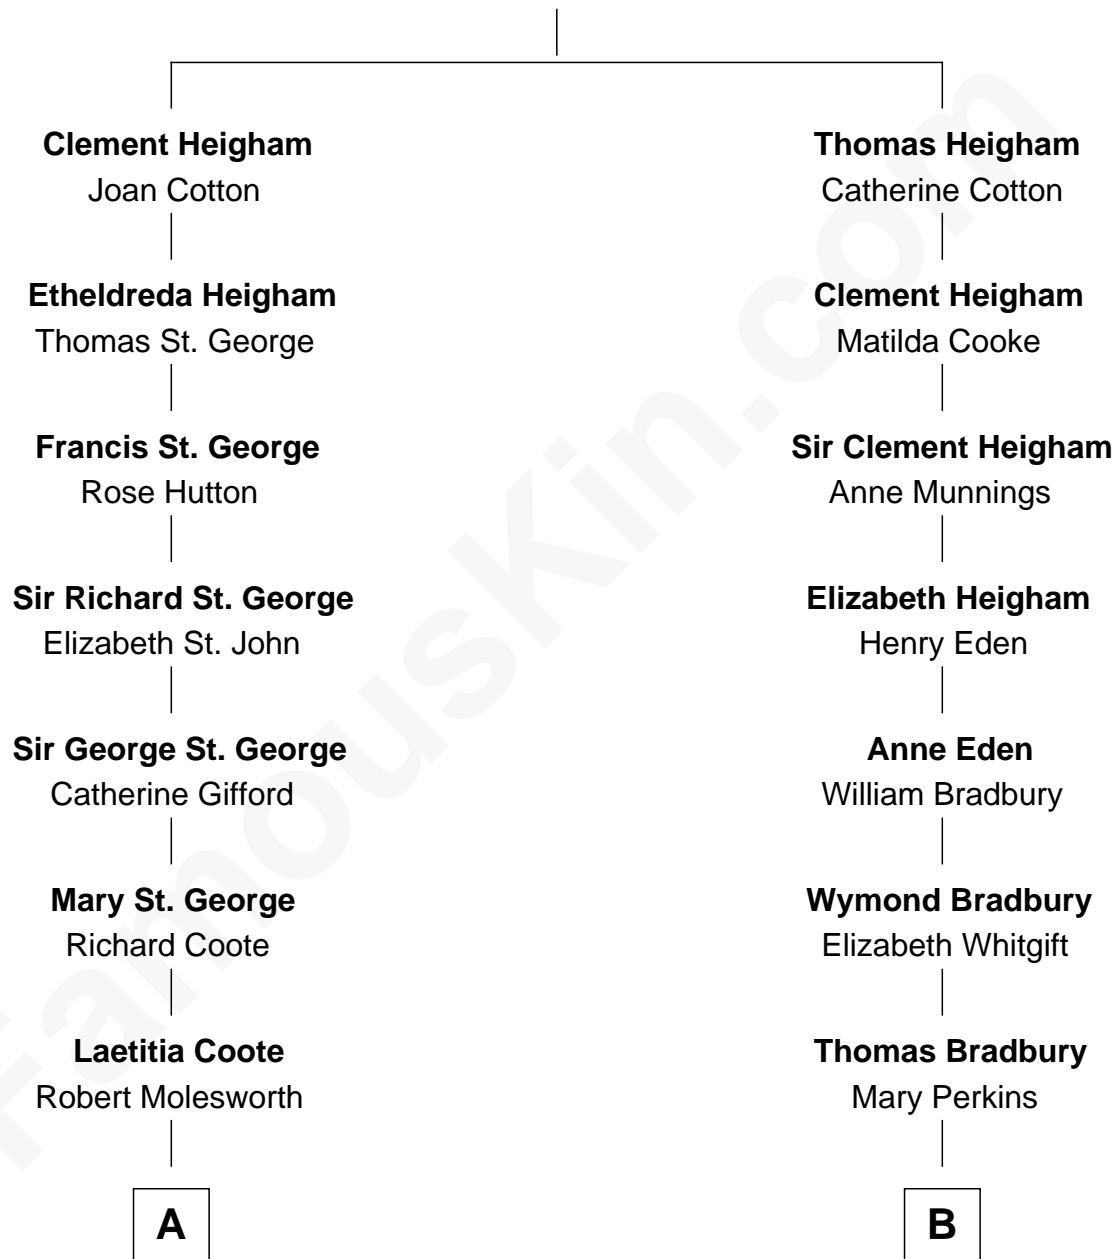 Clement Heigham
Joan Cotton
Etheldreda Heigham
Thomas St. George
Francis St. George
Rose Hutton
Sir Richard St. George
Elizabeth St. John
Sir George St. George
Catherine Gifford
Mary St. George
Richard Coote
Laetitia Coote
Robert Molesworth
A
Thomas Heigham
Catherine Cotton
Clement Heigham
Matilda Cooke
Sir Clement Heigham
Anne Munnings
Elizabeth Heigham
Henry Eden
Anne Eden
William Bradbury
Wymond Bradbury
Elizabeth Whitgift
Thomas Bradbury
Mary Perkins
B
FamousKin.com